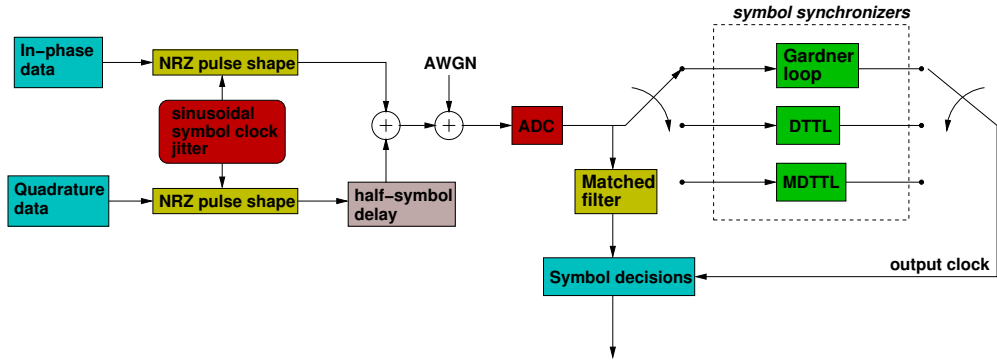 symbol synchronizers
In−phase
data
NRZ pulse shape
AWGN
Gardner
loop
sinusoidal
symbol clock
jitter
+
+
ADC
DTTL
Quadrature
data
NRZ pulse shape
half−symbol
delay
Matched
filter
MDTTL
Symbol decisions
output clock